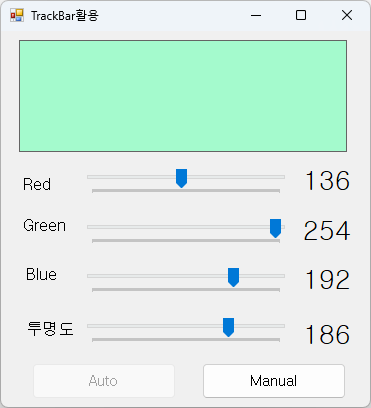 TrackBar활용
Red 136
Green 254
Blue 192
투명도 186
Auto Manual